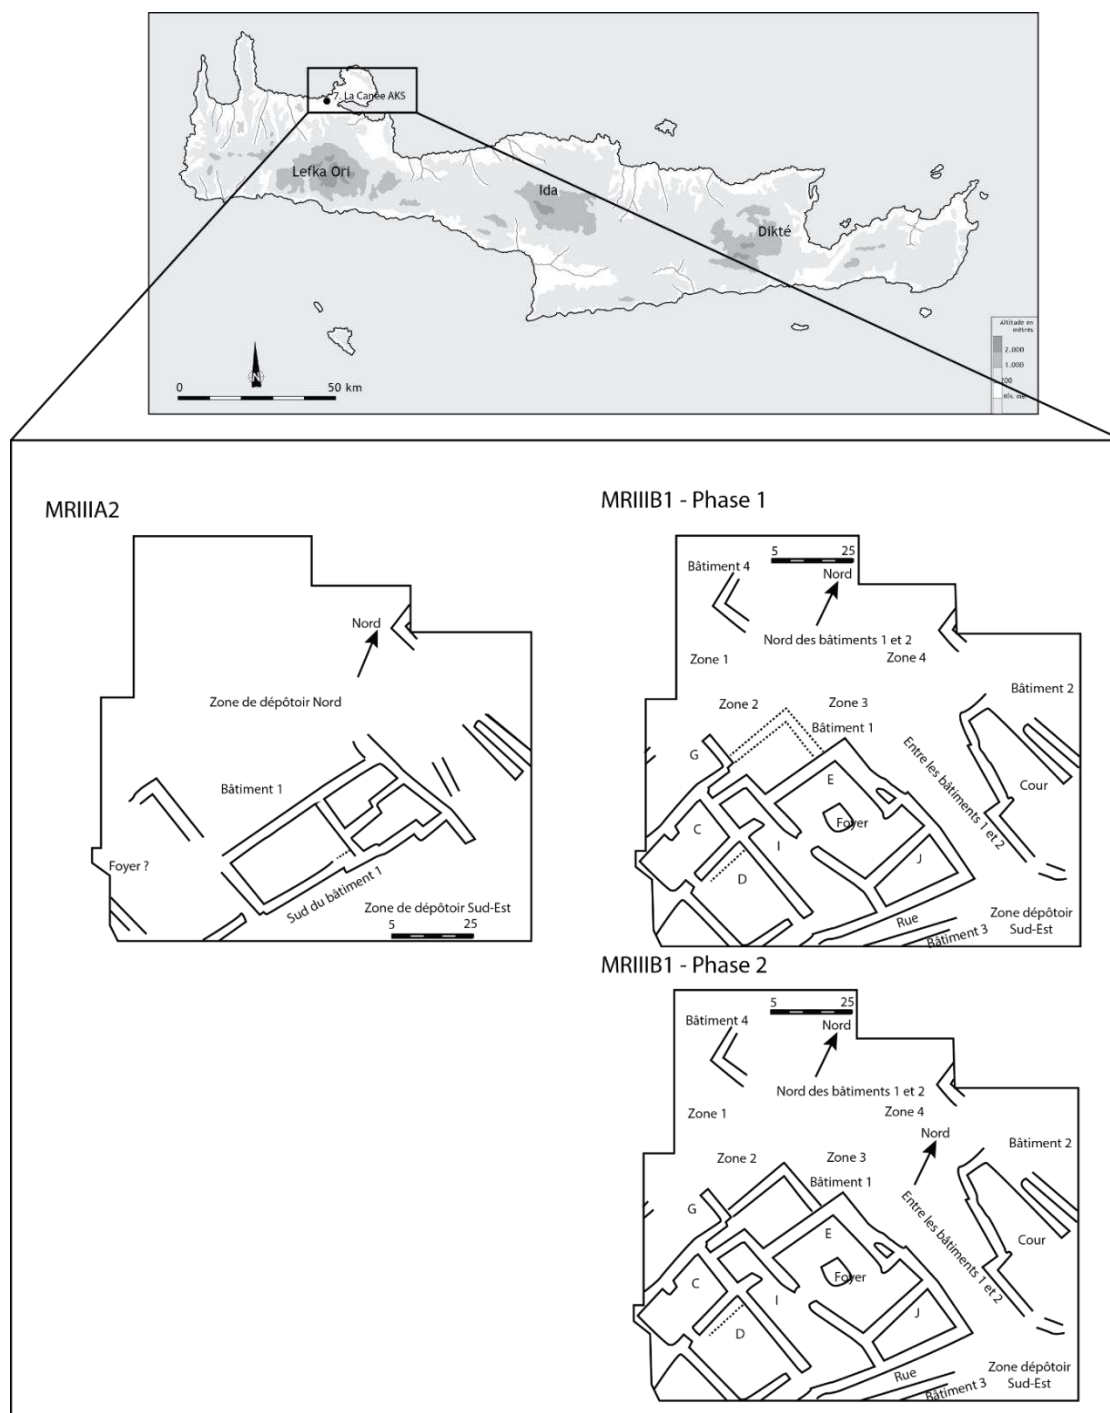 7. La Canée AKS
Lefka Ori
Ida
Dikté
N
0 50 km
Altitude en
mètres
2.000
1.000
MRIIIA2
Nord
Zone de dépôtoir Nord
Bâtiment 1
Foyer ?
Sud du bâtiment 1
Zone de dépôtoir Sud-Est
5 25
MRIIIB1 - Phase 1
5 25
Bâtiment 4
Nord
Nord des bâtiments 1 et 2
Zone 1
Zone 4
Bâtiment 2
Zone 2
Zone 3
Bâtiment 1
G
Entre les bâtiments 1 et 2
E
Cour
Foyer
C
I
J
D
Rue
Zone dépôtoir
Sud-Est
Bâtiment 3
MRIIIB1 - Phase 2
5 25
Bâtiment 4
Nord
Nord des bâtiments 1 et 2
Zone 1
Zone 4
Nord
Bâtiment 2
Zone 2
Zone 3
Bâtiment 1
G
Entre les bâtiments 1 et 2
E
Cour
Foyer
C
I
J
D
Rue
Zone dépôtoir
Sud-Est
Bâtiment 3